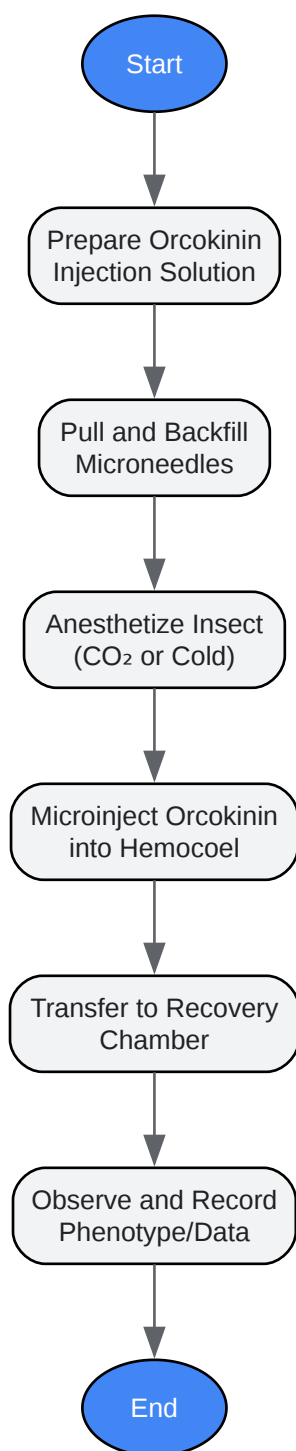 Start
Prepare Orcokinin
Injection Solution
Pull and Backfill
Microneedles
Anesthetize Insect
(CO₂ or Cold)
Microinject Orcokinin
into Hemocoel
Transfer to Recovery
Chamber
Observe and Record
Phenotype/Data
End